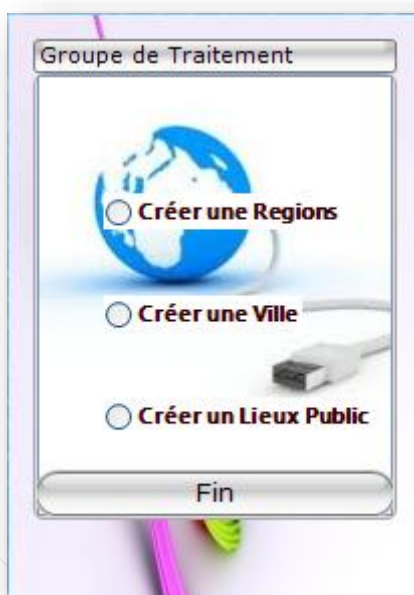 Groupe de Traitement
Créer une Regions
Créer une Ville
Créer un Lieux Public
Fin